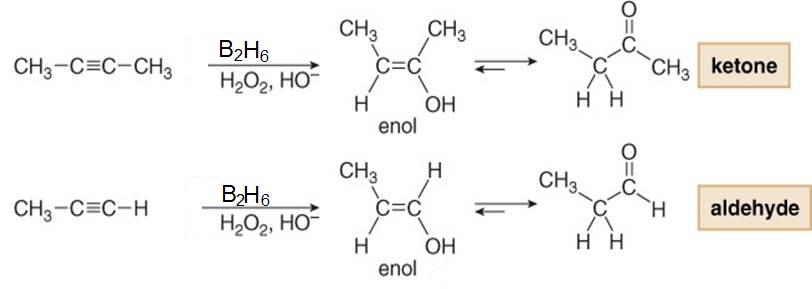 CH₃–C≡C–CH₃ B₂H₆ H₂O₂, HO⁻ CH₃ CH₃ C=C H OH enol CH₃ O C C CH₃ H H ketone
CH₃–C≡C–H B₂H₆ H₂O₂, HO⁻ CH₃ H C=C H OH enol CH₃ O C C H H H aldehyde